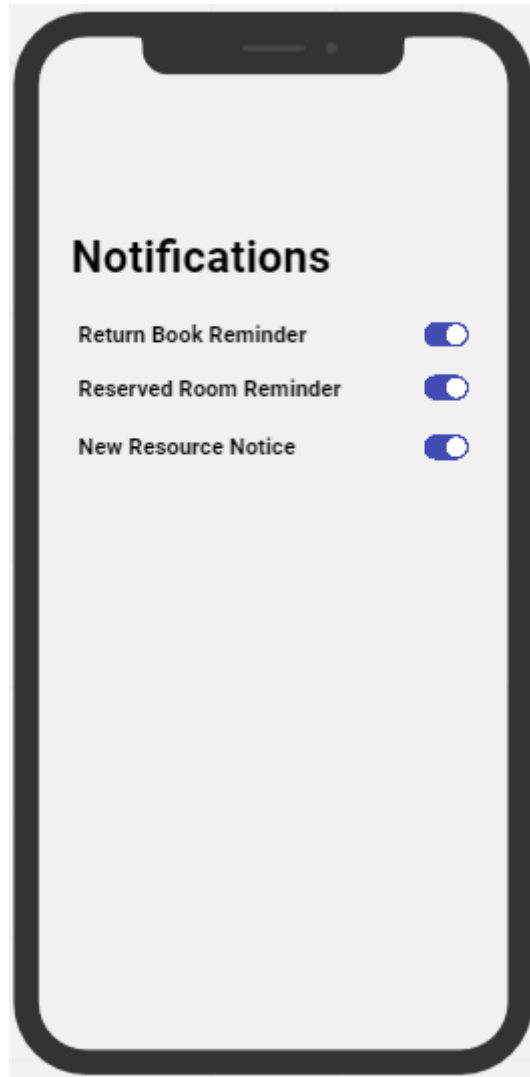 Notifications
Return Book Reminder
Reserved Room Reminder
New Resource Notice